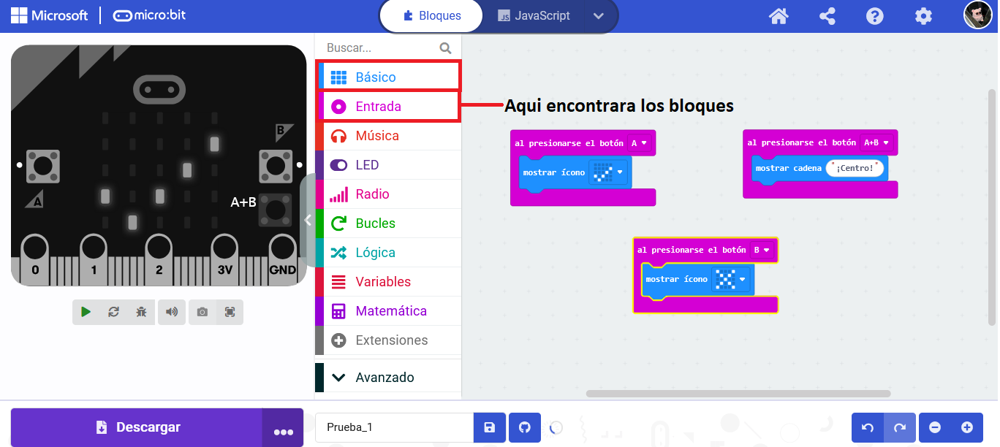 Microsoft
micro:bit
Bloques
JS
JavaScript
Buscar...
Básico
Entrada
Música
LED
Radio
Bucles
Lógica
Variables
Matemática
Extensiones
Avanzado
A
B
A+B
0 1 2 3V GND
Aqui encontrara los bloques
al presionarse el botón A
mostrar ícono
al presionarse el botón A+B
mostrar cadena "¡Centro!"
al presionarse el botón B
mostrar ícono
Descargar
Prueba_1